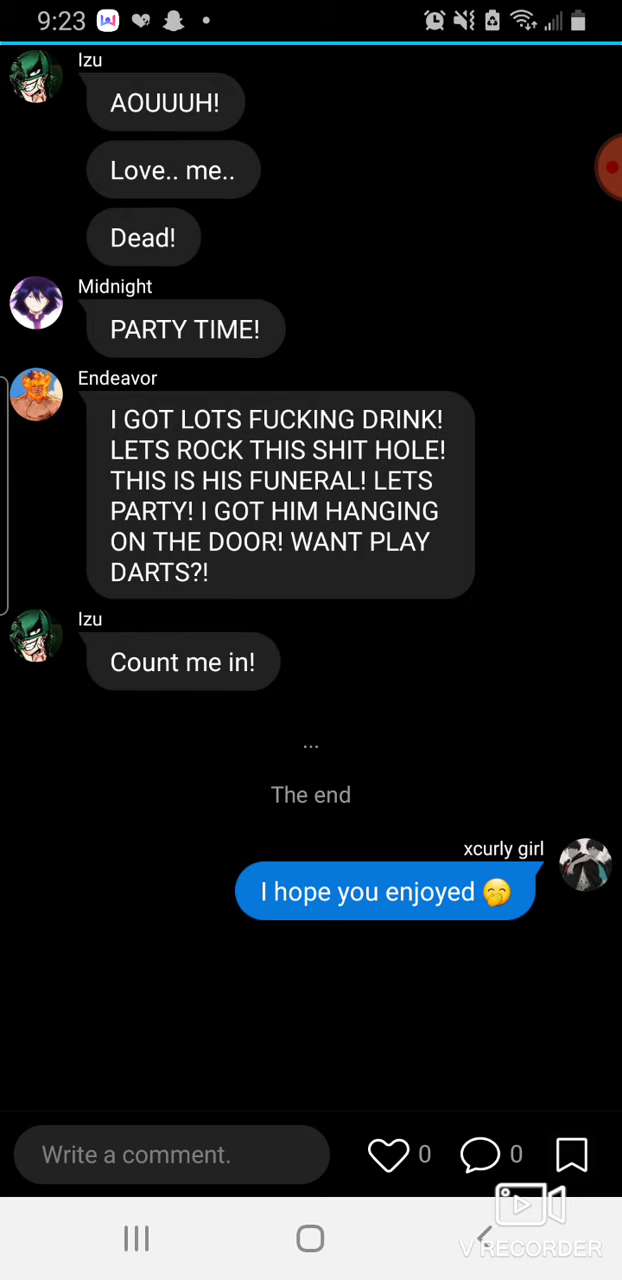 9:23
Izu
AOUUUH!
Love.. me..
Dead!
Midnight
PARTY TIME!
Endeavor
I GOT LOTS FUCKING DRINK!
LETS ROCK THIS SHIT HOLE!
THIS IS HIS FUNERAL! LETS
PARTY! I GOT HIM HANGING
ON THE DOOR! WANT PLAY
DARTS?!
Izu
Count me in!
...
The end
xcurly girl
I hope you enjoyed 🤭
Write a comment.
0
0
V RECORDER